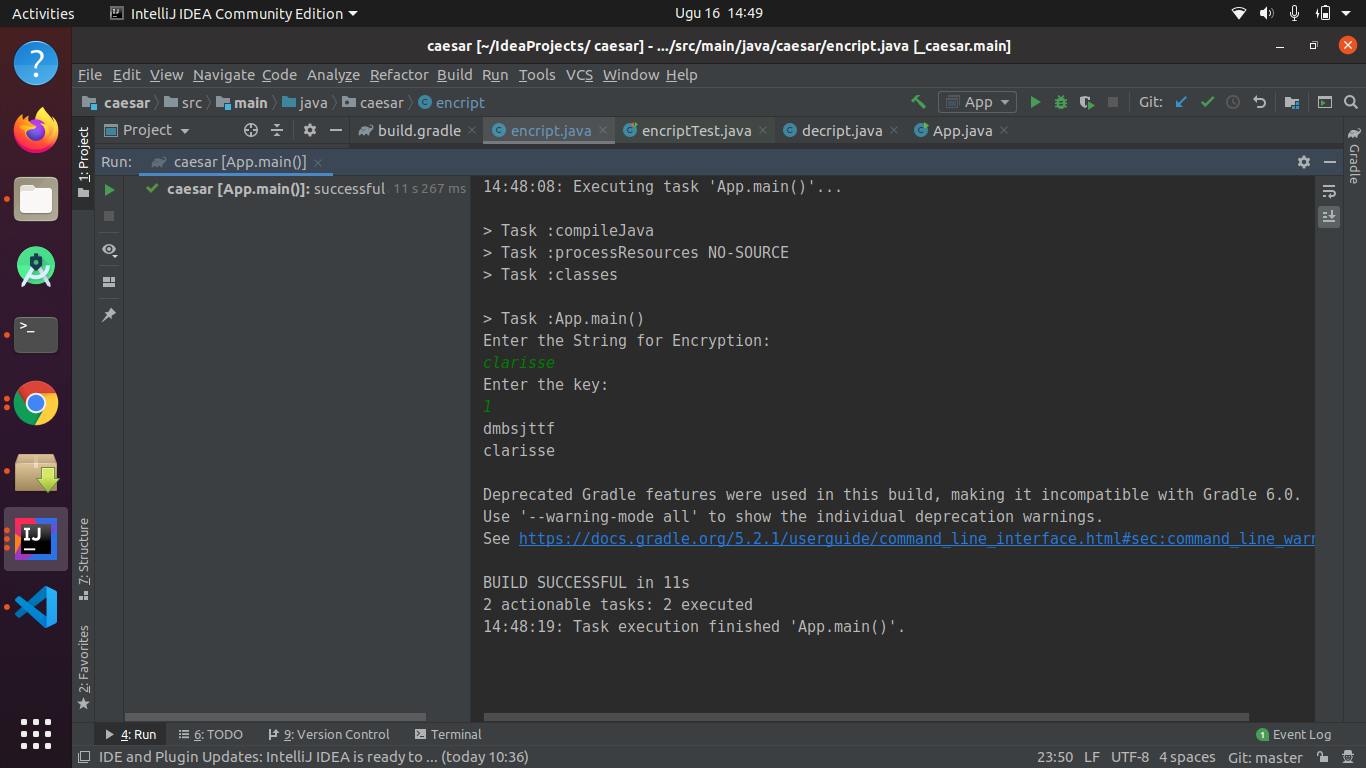 Activities IntelliJ IDEA Community Edition Ugu 16 14:49
caesar [~/IdeaProjects/ caesar] - .../src/main/java/caesar/encript.java [_caesar.main]
File Edit View Navigate Code Analyze Refactor Build Run Tools VCS Window Help
caesar src main java caesar encript App Git:
1: Project Project build.gradle encript.java encriptTest.java decript.java App.java Gradle
Run: caesar [App.main()]
caesar [App.main()]: successful 11 s 267 ms
14:48:08: Executing task 'App.main()'...
> Task :compileJava
> Task :processResources NO-SOURCE
> Task :classes
> Task :App.main()
Enter the String for Encryption:
clarisse
Enter the key:
1
dmbsjttf
clarisse
Deprecated Gradle features were used in this build, making it incompatible with Gradle 6.0.
Use '--warning-mode all' to show the individual deprecation warnings.
See https://docs.gradle.org/5.2.1/userguide/command_line_interface.html#sec:command_line_warn
BUILD SUCCESSFUL in 11s
2 actionable tasks: 2 executed
14:48:19: Task execution finished 'App.main()'.
7: Structure
2: Favorites
4: Run 6: TODO 9: Version Control Terminal 1 Event Log
IDE and Plugin Updates: IntelliJ IDEA is ready to ... (today 10:36) 23:50 LF UTF-8 4 spaces Git: master